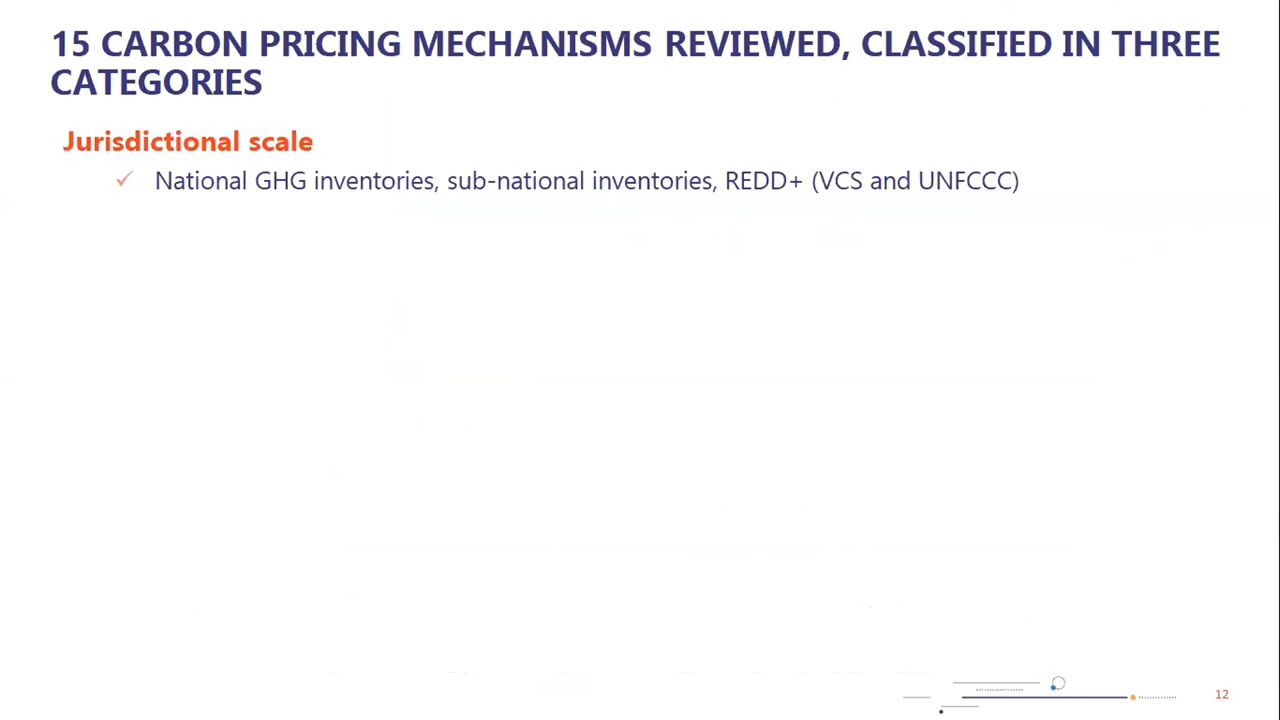 15 CARBON PRICING MECHANISMS REVIEWED, CLASSIFIED IN THREE
CATEGORIES
Jurisdictional scale
✓ National GHG inventories, sub-national inventories, REDD+ (VCS and UNFCCC)
12